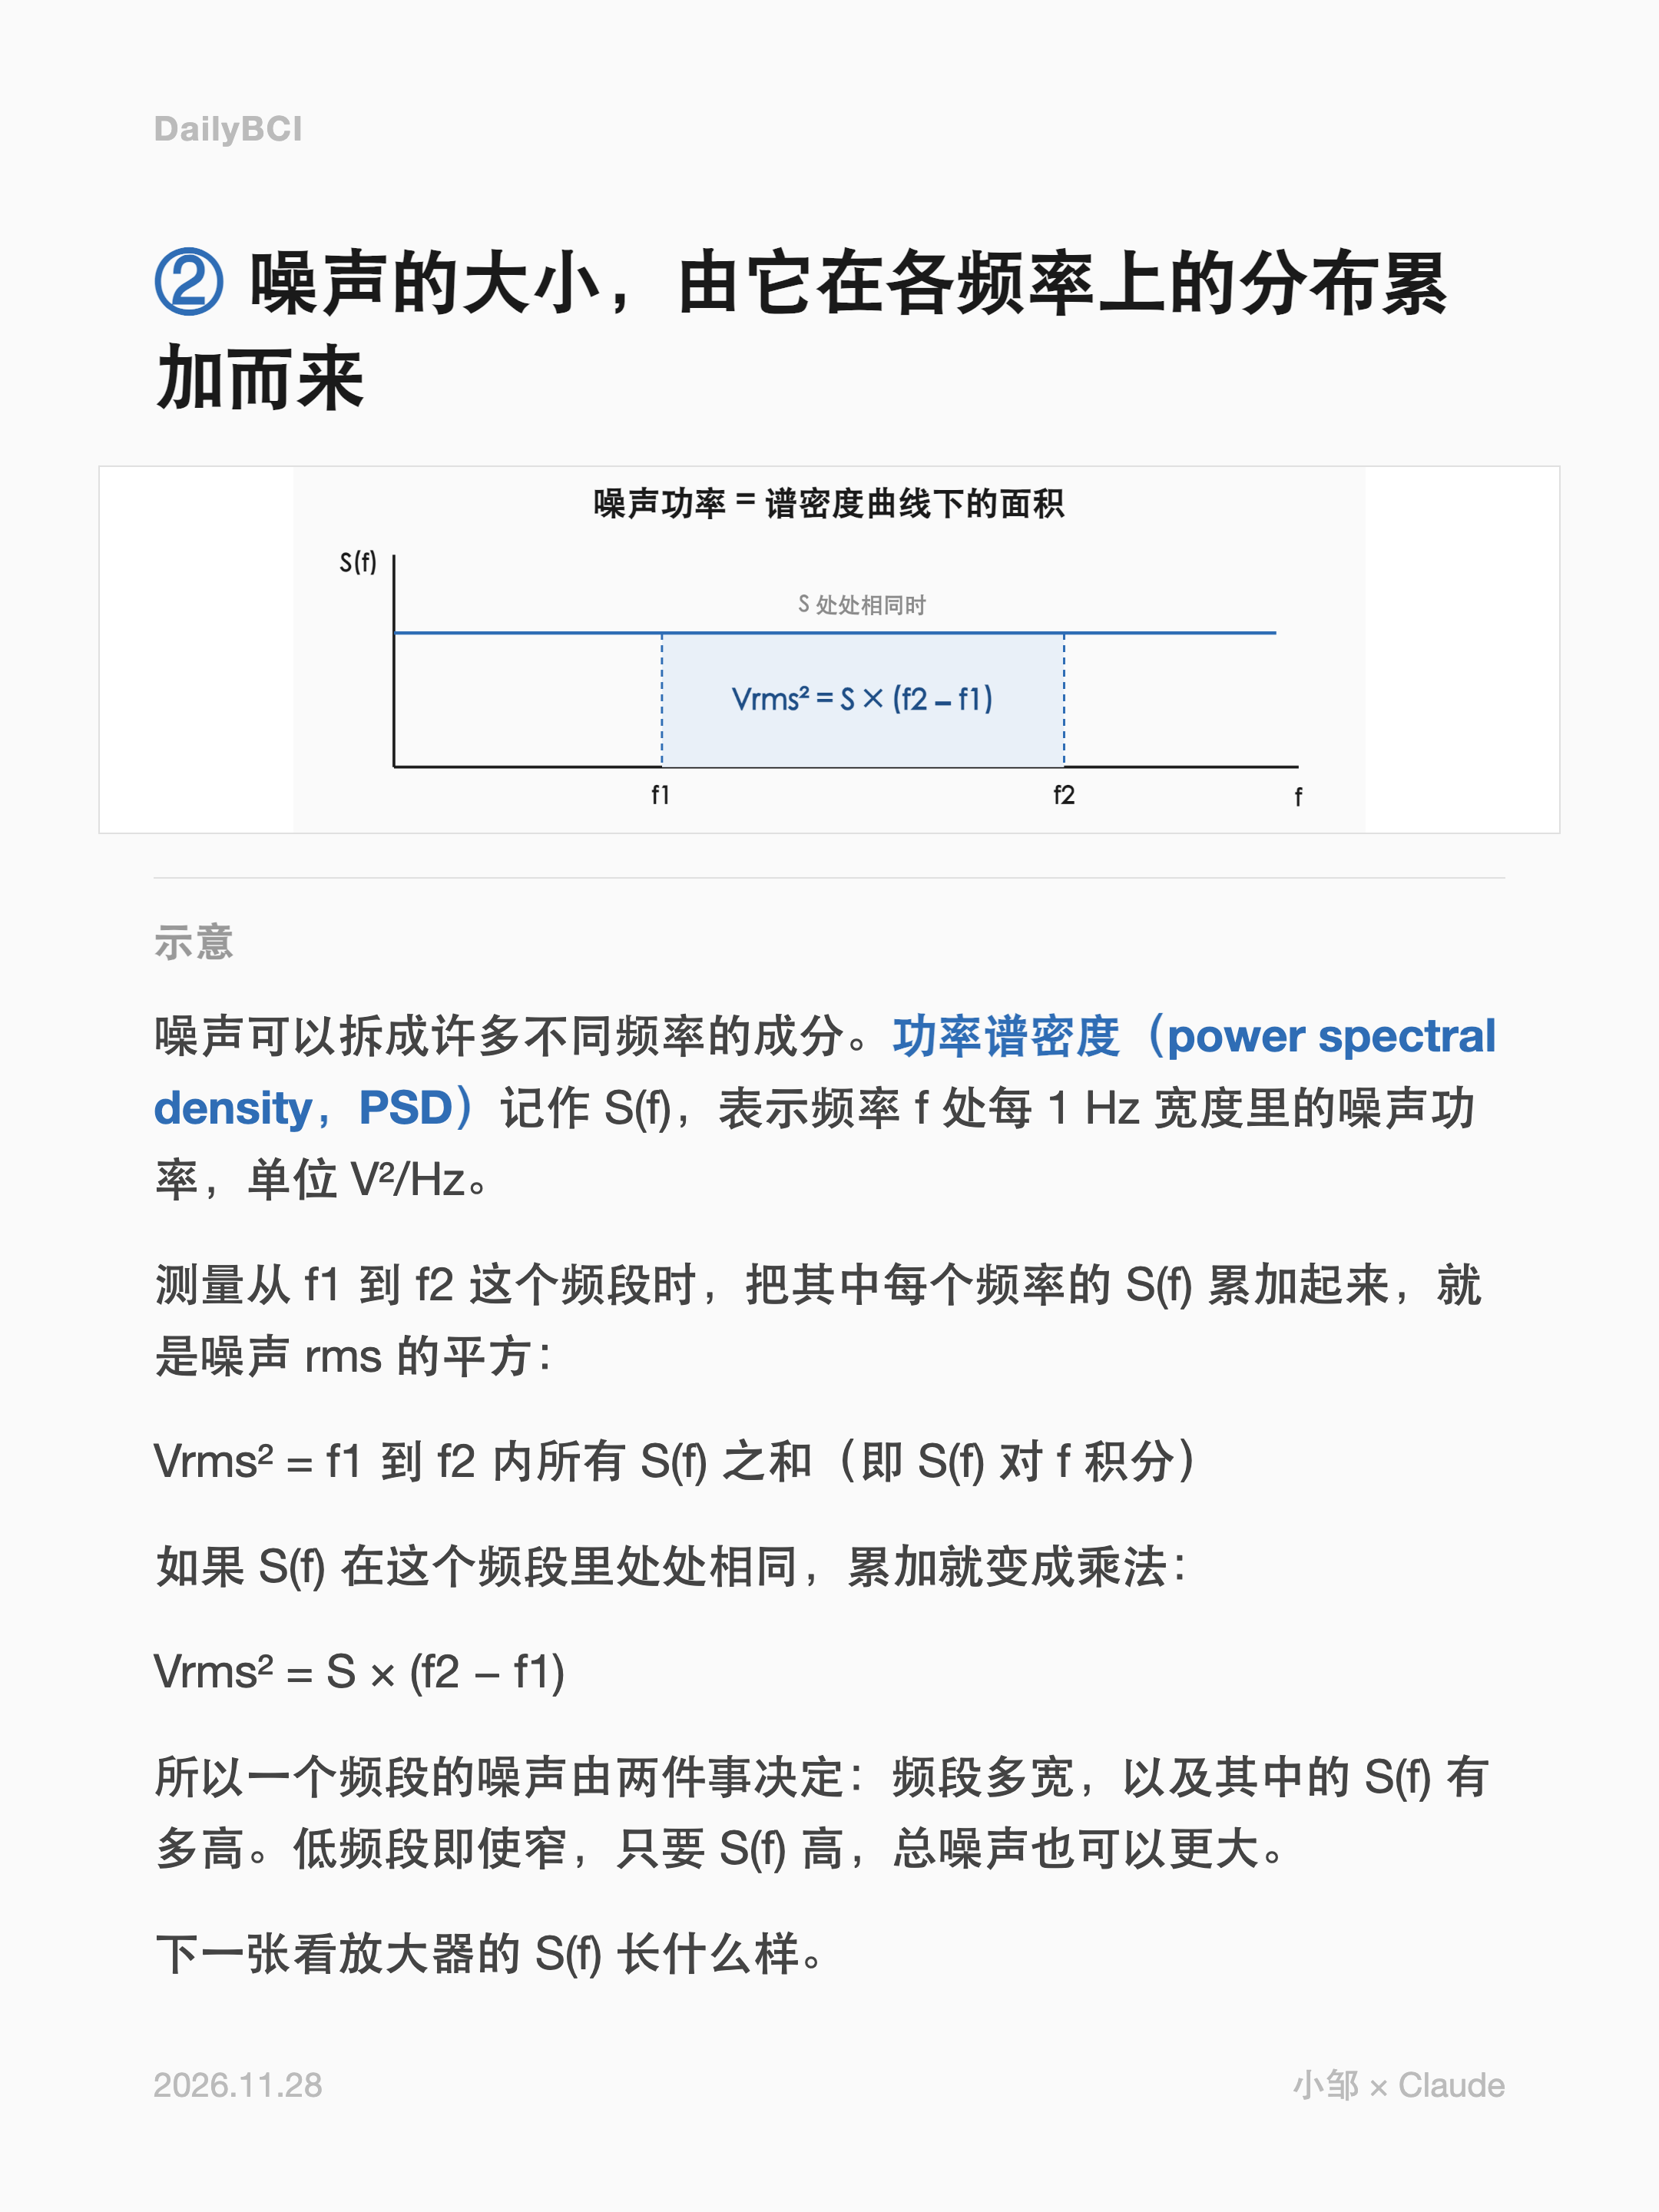 DailyBCI
② 噪声的大小，由它在各频率上的分布累
加而来
噪声功率 = 谱密度曲线下的面积
S(f)
S 处处相同时
Vrms² = S × (f2 − f1)
f1
f2
f
示意
噪声可以拆成许多不同频率的成分。功率谱密度（power spectral
density，PSD）记作 S(f)，表示频率 f 处每 1 Hz 宽度里的噪声功
率，单位 V²/Hz。
测量从 f1 到 f2 这个频段时，把其中每个频率的 S(f) 累加起来，就
是噪声 rms 的平方：
Vrms² = f1 到 f2 内所有 S(f) 之和（即 S(f) 对 f 积分）
如果 S(f) 在这个频段里处处相同，累加就变成乘法：
Vrms² = S × (f2 − f1)
所以一个频段的噪声由两件事决定：频段多宽，以及其中的 S(f) 有
多高。低频段即使窄，只要 S(f) 高，总噪声也可以更大。
下一张看放大器的 S(f) 长什么样。
2026.11.28
小邹 × Claude